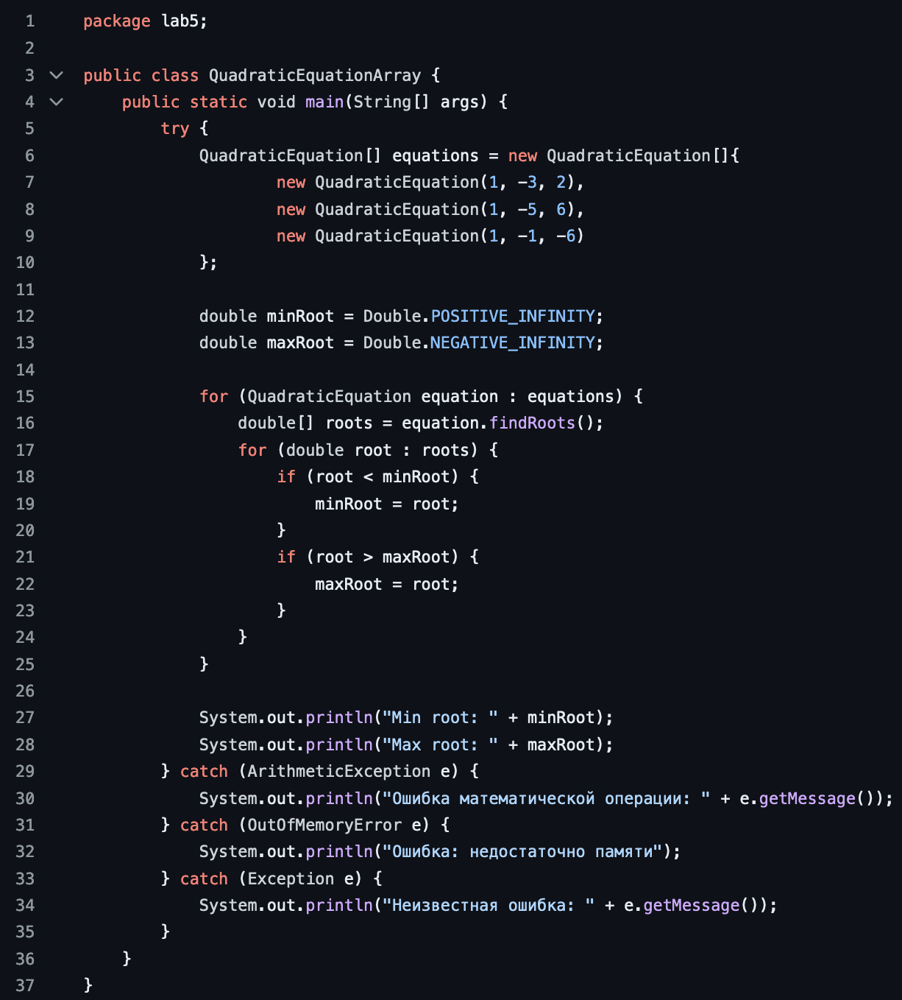 1 package lab5;
2
3 public class QuadraticEquationArray {
4 public static void main(String[] args) {
5 try {
6 QuadraticEquation[] equations = new QuadraticEquation[]{
7 new QuadraticEquation(1, -3, 2),
8 new QuadraticEquation(1, -5, 6),
9 new QuadraticEquation(1, -1, -6)
10 };
11
12 double minRoot = Double.POSITIVE_INFINITY;
13 double maxRoot = Double.NEGATIVE_INFINITY;
14
15 for (QuadraticEquation equation : equations) {
16 double[] roots = equation.findRoots();
17 for (double root : roots) {
18 if (root < minRoot) {
19 minRoot = root;
20 }
21 if (root > maxRoot) {
22 maxRoot = root;
23 }
24 }
25 }
26
27 System.out.println("Min root: " + minRoot);
28 System.out.println("Max root: " + maxRoot);
29 } catch (ArithmeticException e) {
30 System.out.println("Ошибка математической операции: " + e.getMessage());
31 } catch (OutOfMemoryError e) {
32 System.out.println("Ошибка: недостаточно памяти");
33 } catch (Exception e) {
34 System.out.println("Неизвестная ошибка: " + e.getMessage());
35 }
36 }
37 }